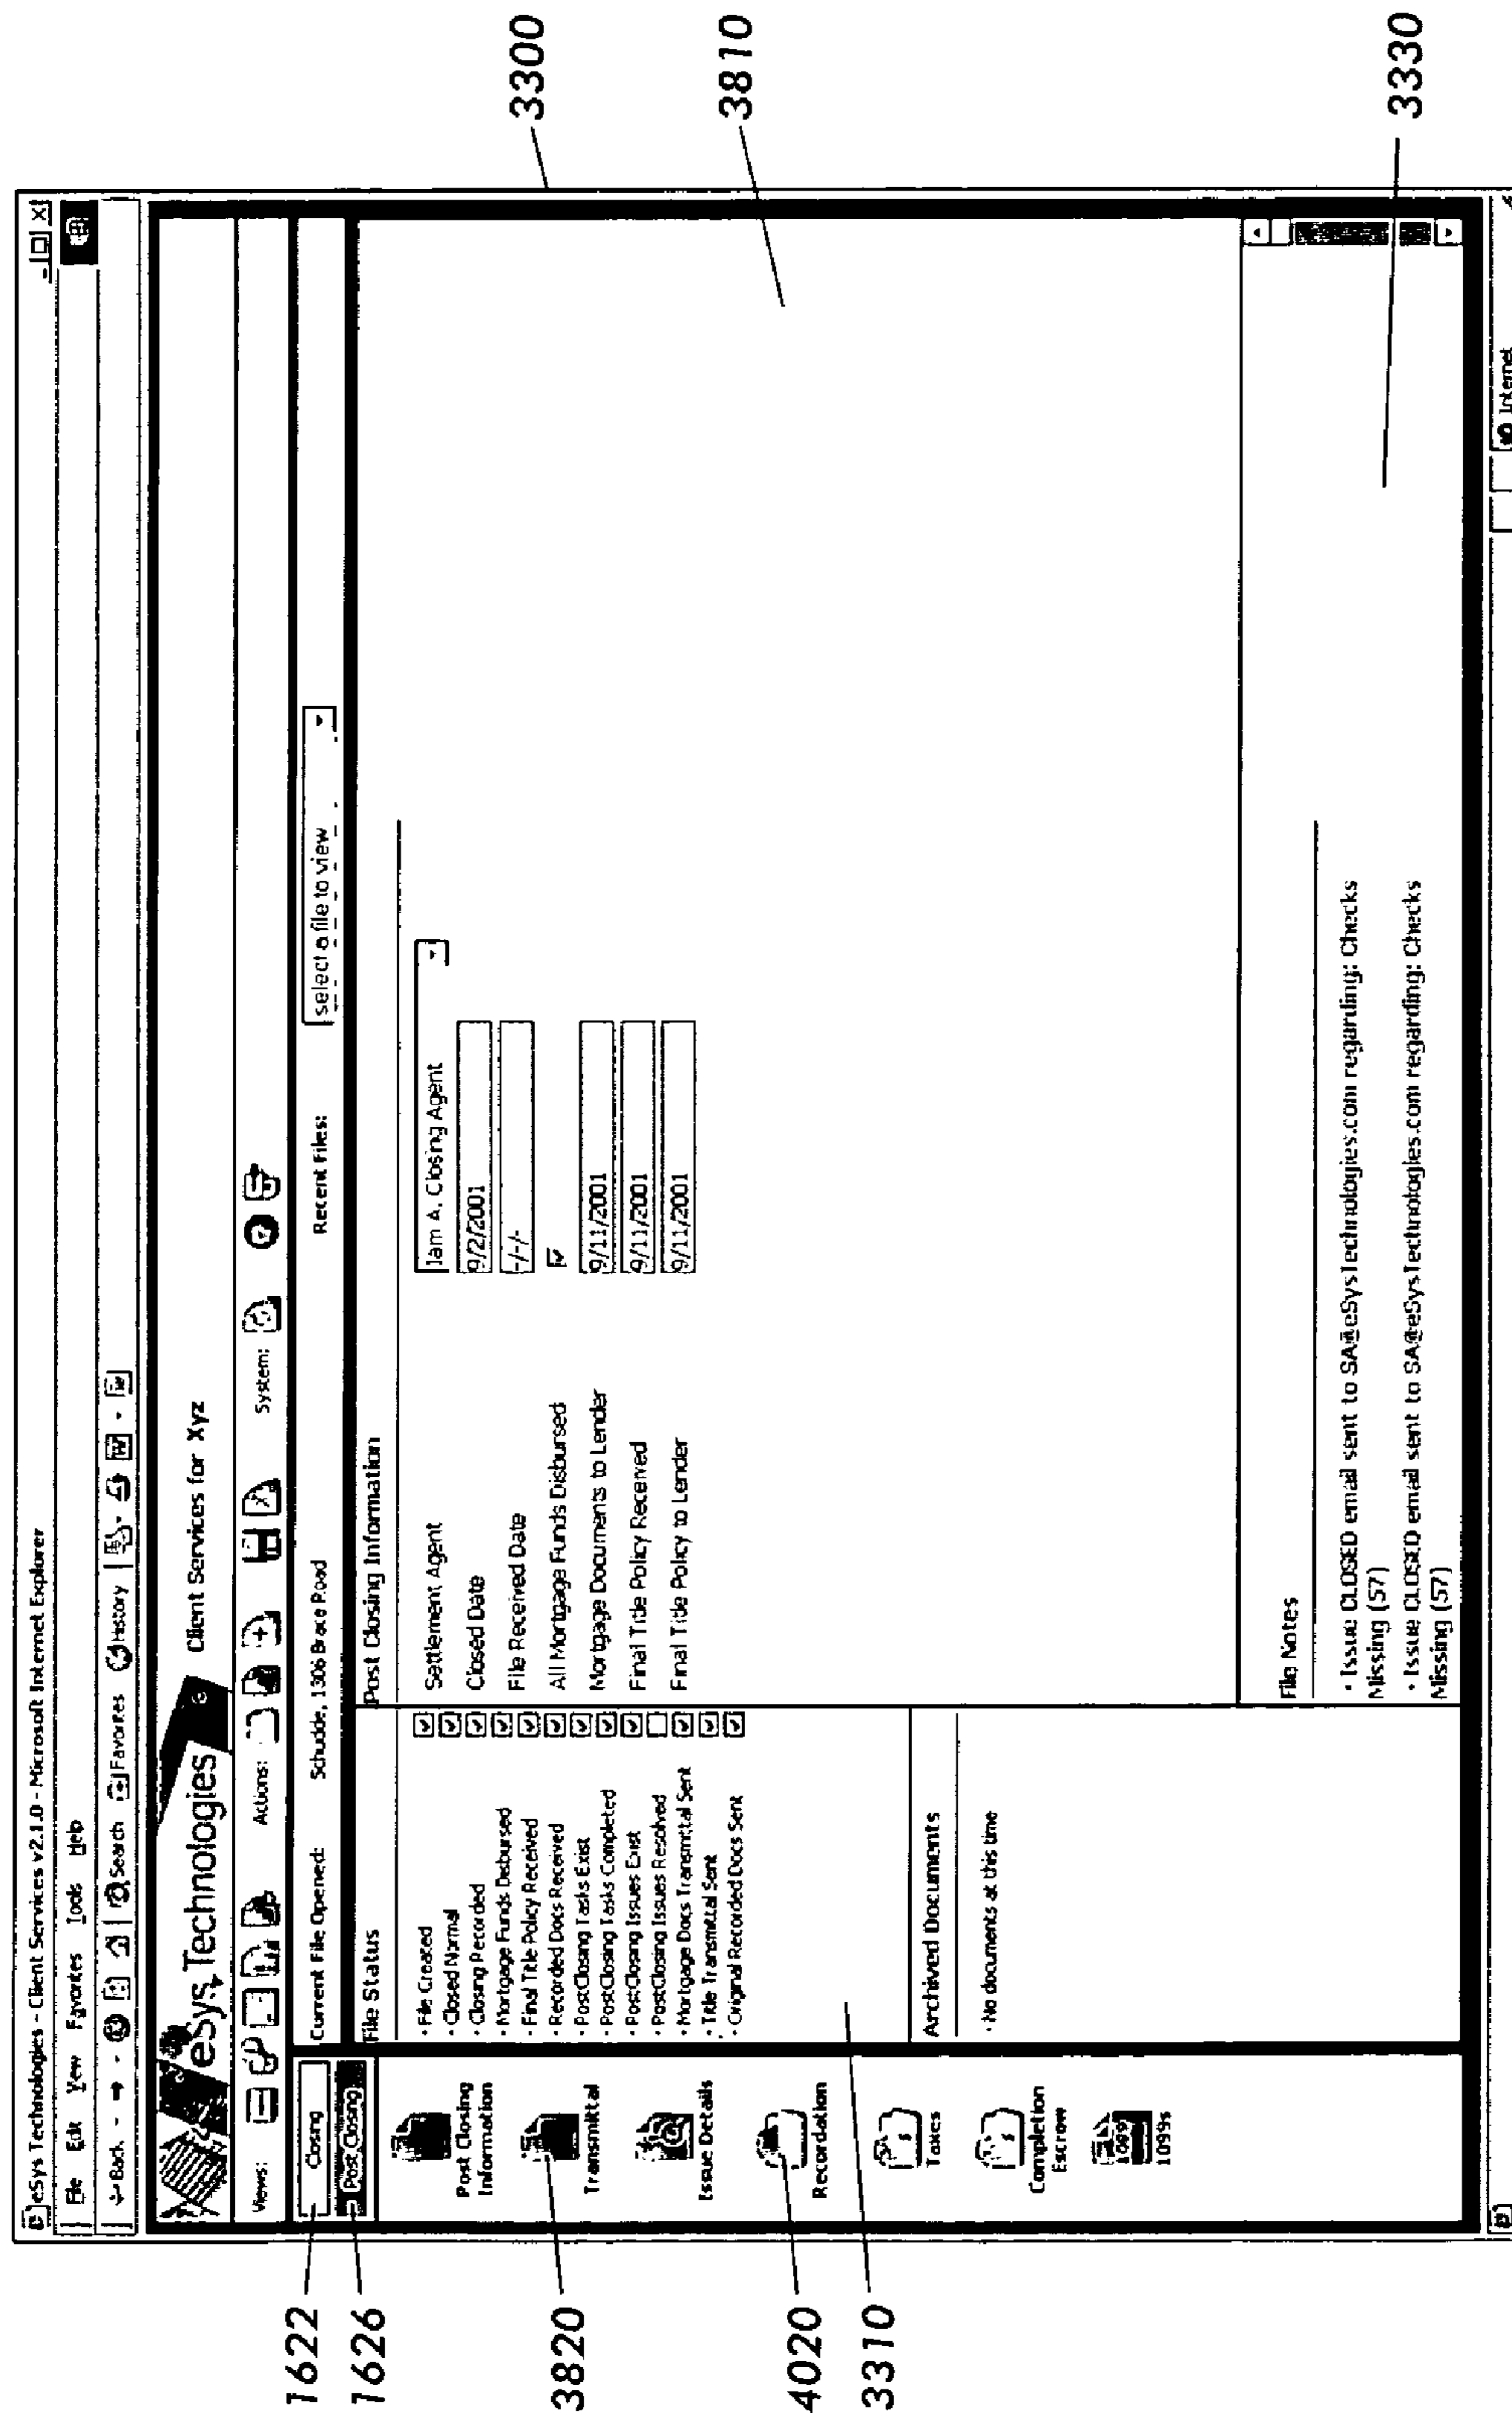 eSys Technologies - Client Services v2.1.0 - Microsoft Internet Explorer
File Edit View Favorites Tools Help
Back Search Favorites History
eSys Technologies Client Services for Xyz
Views: Actions: System:
Closing
Post Closing
Current File Opened: Schudde, 1306 Brace Road Recent Files: select a file to view
Post Closing Information
Transmittal
Issue Details
Recordation
Taxes
Completion Escrow
1099s
File Status
· File Created
· Closed Normal
· Closing Recorded
· Mortgage Funds Disbursed
· Final Title Policy Received
· Recorded Docs Received
· PostClosing Tasks Exist
· PostClosing Tasks Completed
· PostClosing Issues Exist
· PostClosing Issues Resolved
· Mortgage Docs Transmittal Sent
· Title Transmittal Sent
· Original Recorded Docs Sent
Archived Documents
· No documents at this time
Post Closing Information
Settlement Agent Iam A. Closing Agent
Closed Date 9/2/2001
File Received Date -/-/-
All Mortgage Funds Disbursed
Mortgage Documents to Lender 9/11/2001
Final Title Policy Received 9/11/2001
Final Title Policy to Lender 9/11/2001
File Notes
· Issue CLOSED email sent to SA@eSysTechnologies.com regarding: Checks
Missing (57)
· Issue CLOSED email sent to SA@eSysTechnologies.com regarding: Checks
Missing (57)
Internet
1622
1626
3820
4020
3310
3300
3810
3330